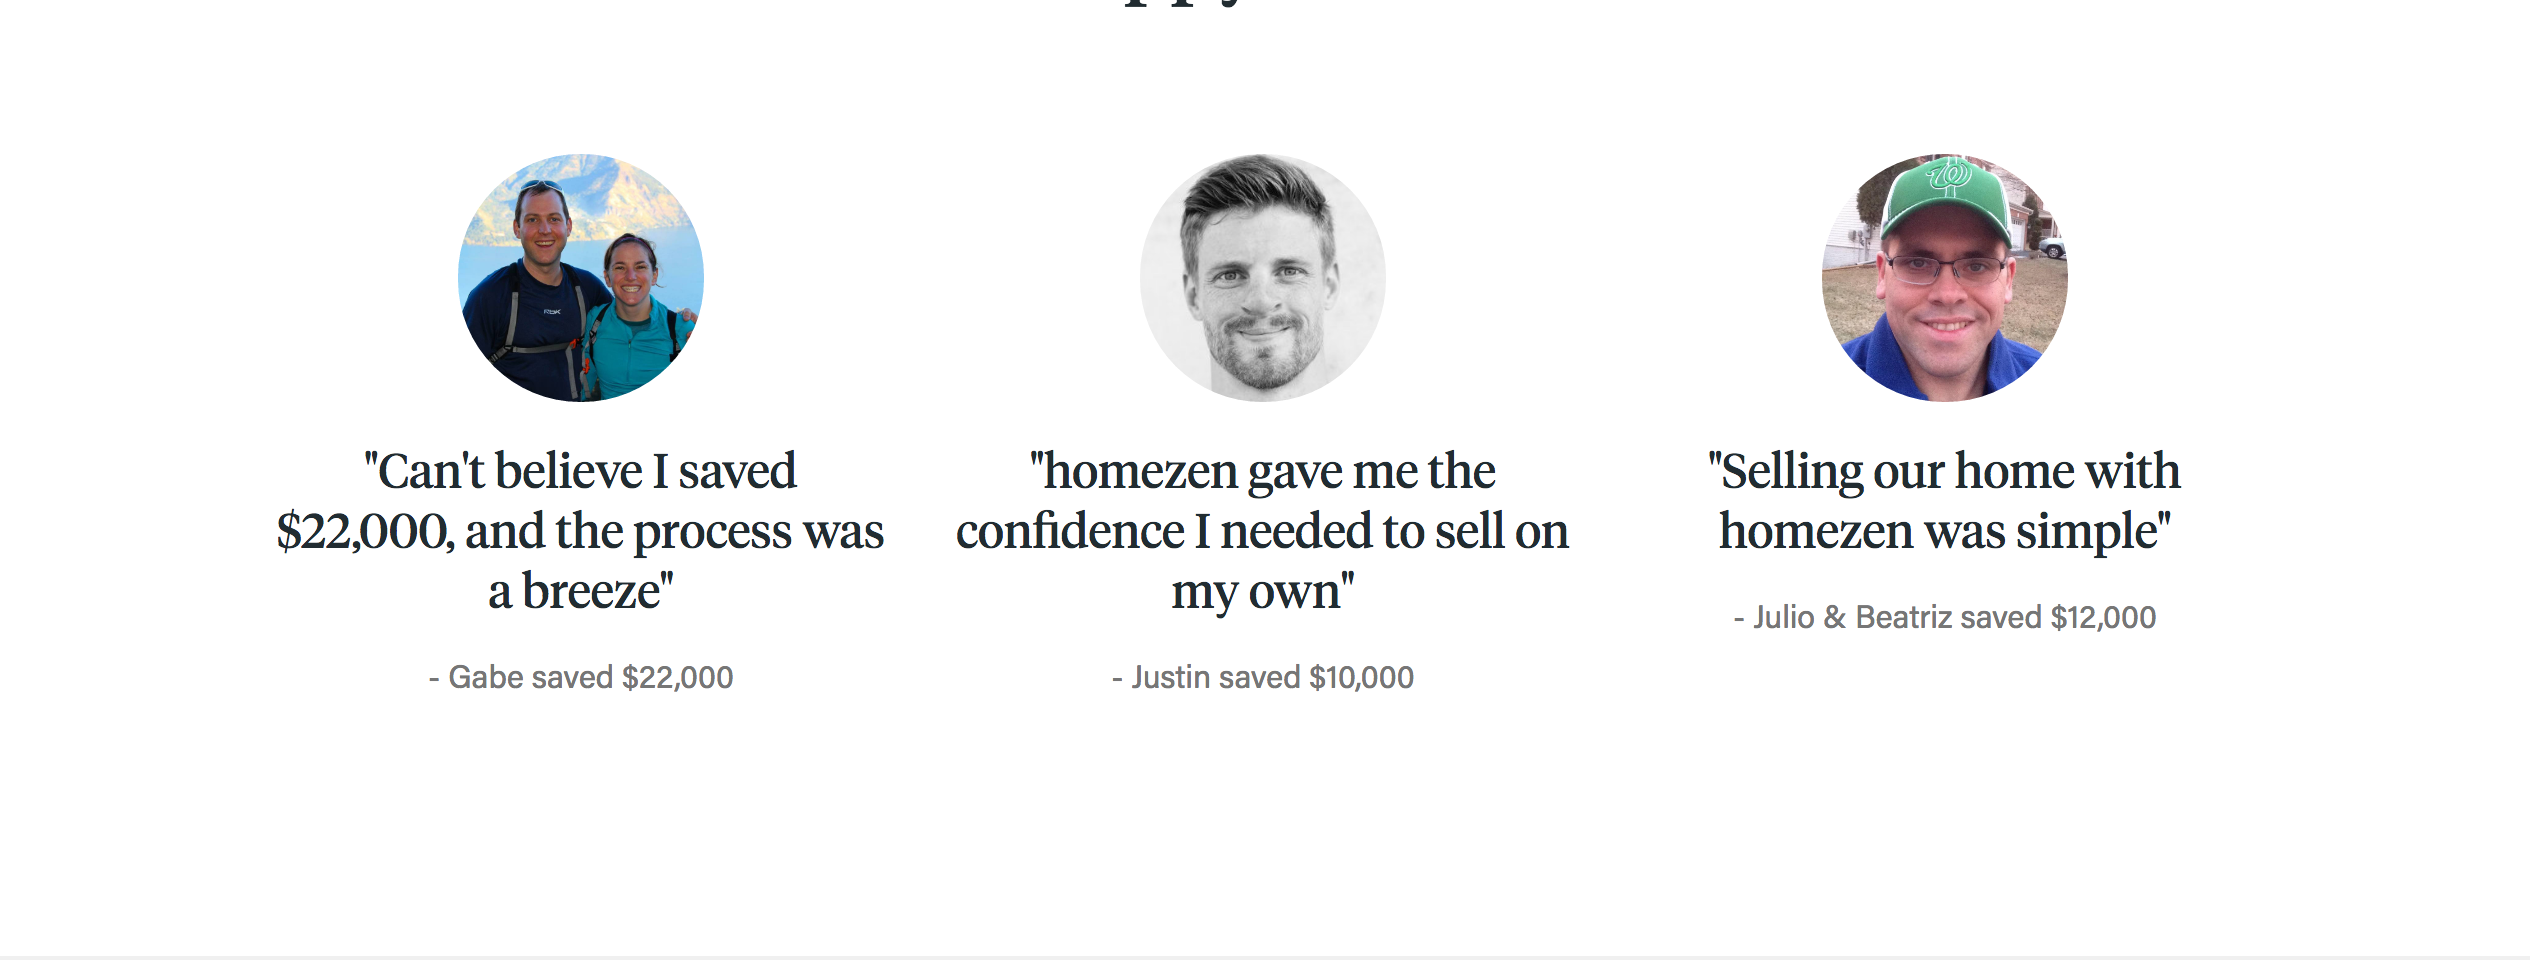 "Can't believe I saved
$22,000, and the process was
a breeze"
- Gabe saved $22,000
"homezen gave me the
confidence I needed to sell on
my own"
- Justin saved $10,000
"Selling our home with
homezen was simple"
- Julio & Beatriz saved $12,000
RBK
W